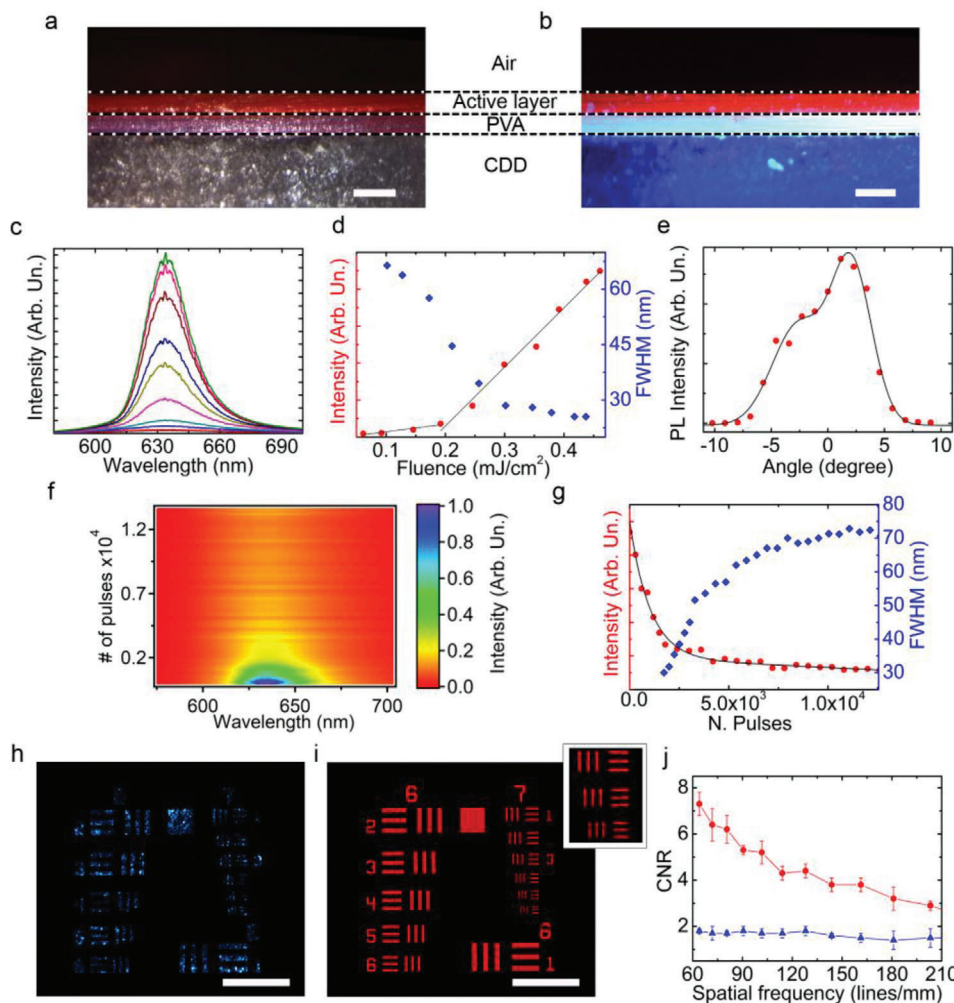 a
b
Air
Active layer
PVA
CDD
c
Intensity (Arb. Un.)
600 630 660 690
Wavelength (nm)
d
Intensity (Arb. Un.)
0.1 0.2 0.3 0.4
Fluence (mJ/cm²)
60
45
30
FWHM (nm)
e
PL Intensity (Arb. Un.)
-10 -5 0 5 10
Angle (degree)
f
# of pulses x10⁴
1.2
0.7
0.2
600 650 700
Wavelength (nm)
1.0
0.8
0.6
0.4
0.2
0.0
Intensity (Arb. Un.)
g
Intensity (Arb. Un.)
0.0 5.0x10³ 1.0x10⁴
N. Pulses
80
70
60
50
40
30
FWHM (nm)
h
i
6 7
2 1
3 3
4
5 6
6 1
j
CNR
8
6
4
2
60 90 120 150 180 210
Spatial frequency (lines/mm)